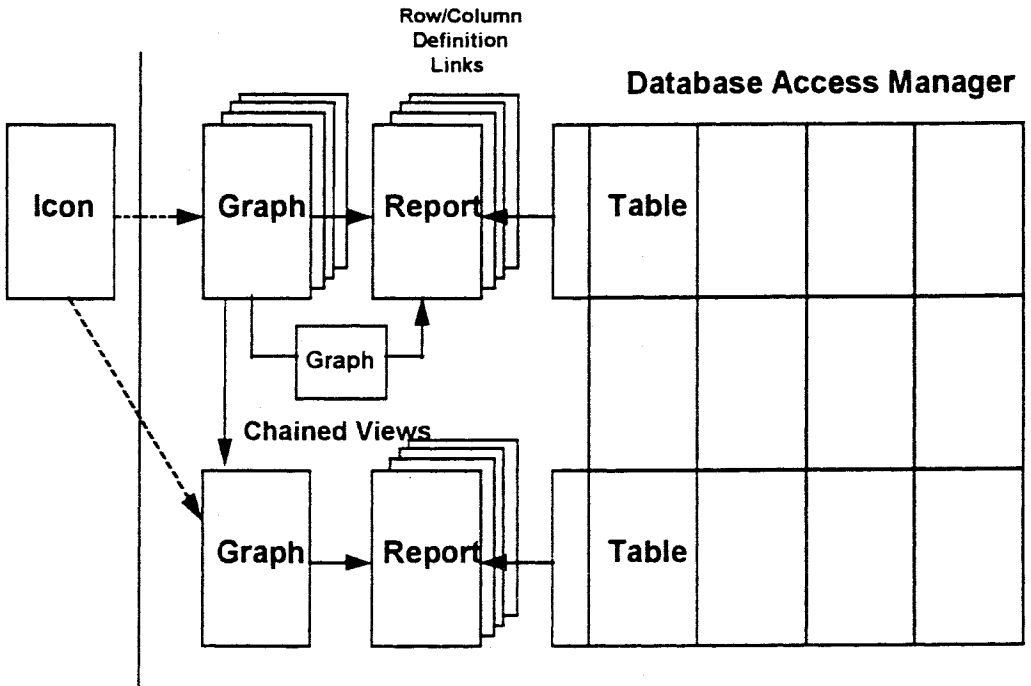 Row/Column
Definition
Links
Database Access Manager
Icon
Graph
Report
Table
Graph
Chained Views
Graph
Report
Table